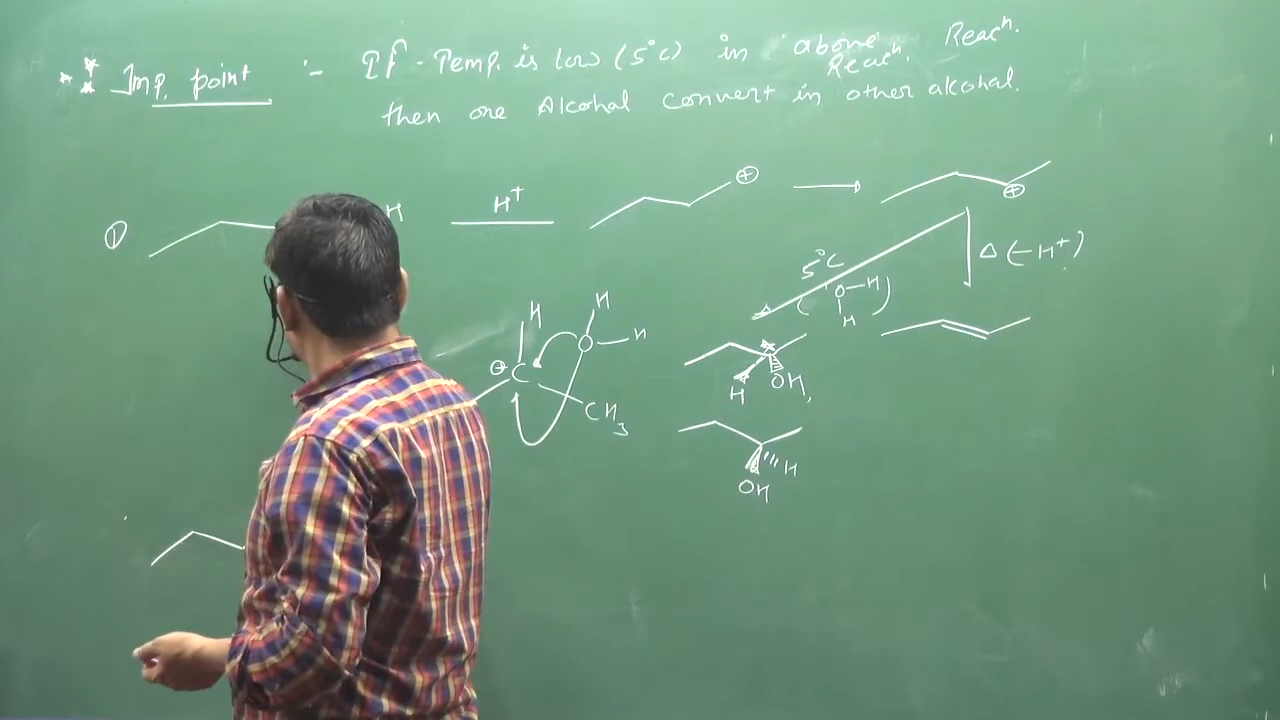 Imp. point :- If Temp. is low (5°C) in above Reacn.
Reacn.
then one Alcohal convert in other alcohal.
① H H⁺ ⊕ ⊕
5°C Δ (-H⁺)
(O-H
H)
H H
⊕ C O H
CH₃
H OH,
H
OH